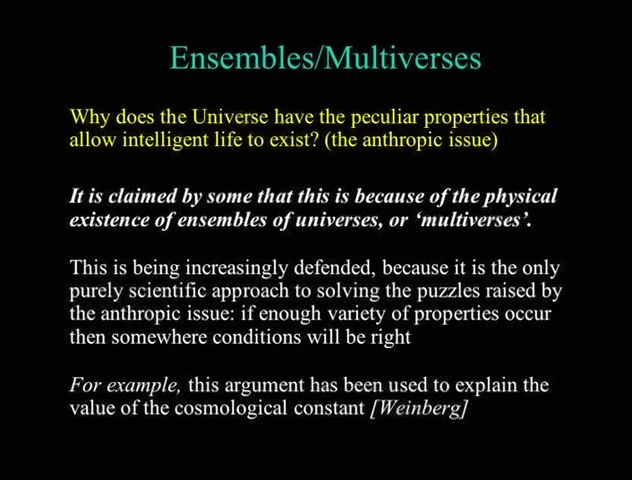 Ensembles/Multiverses
Why does the Universe have the peculiar properties that
allow intelligent life to exist? (the anthropic issue)
It is claimed by some that this is because of the physical
existence of ensembles of universes, or ‘multiverses’.
This is being increasingly defended, because it is the only
purely scientific approach to solving the puzzles raised by
the anthropic issue: if enough variety of properties occur
then somewhere conditions will be right
For example, this argument has been used to explain the
value of the cosmological constant [Weinberg]